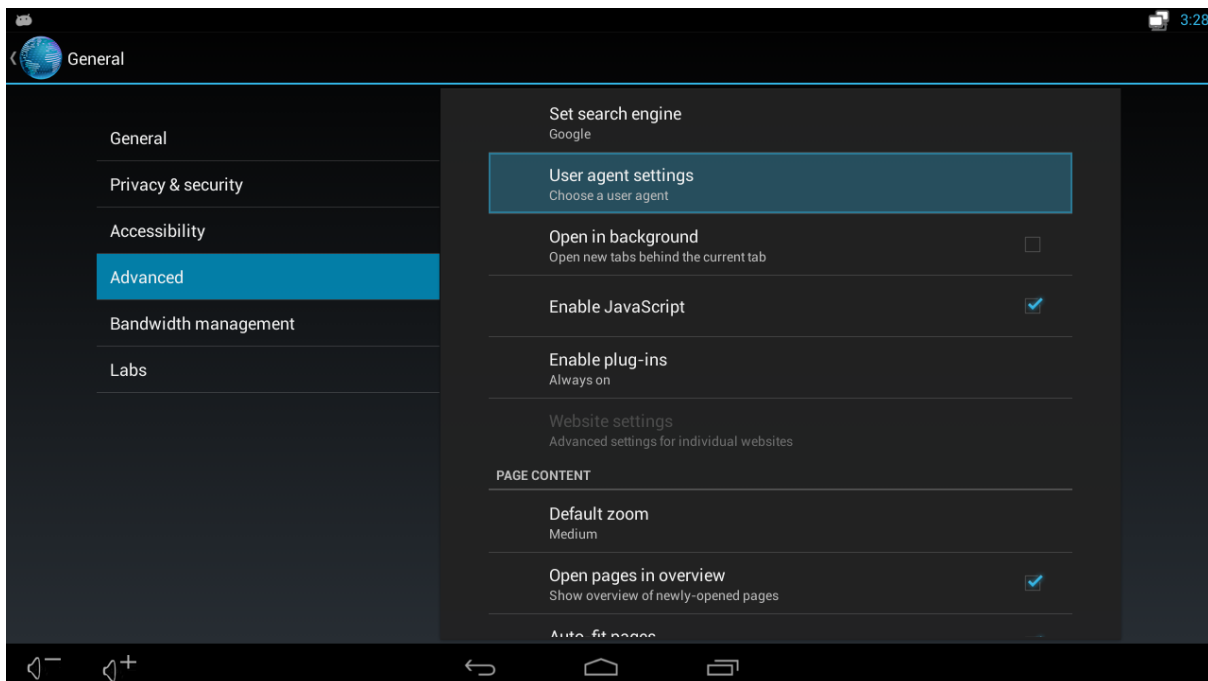 3:28
General
General
Privacy & security
Accessibility
Advanced
Bandwidth management
Labs
Set search engine
Google
User agent settings
Choose a user agent
Open in background
Open new tabs behind the current tab
Enable JavaScript
Enable plug-ins
Always on
Website settings
Advanced settings for individual websites
PAGE CONTENT
Default zoom
Medium
Open pages in overview
Show overview of newly-opened pages
Auto-fit pages